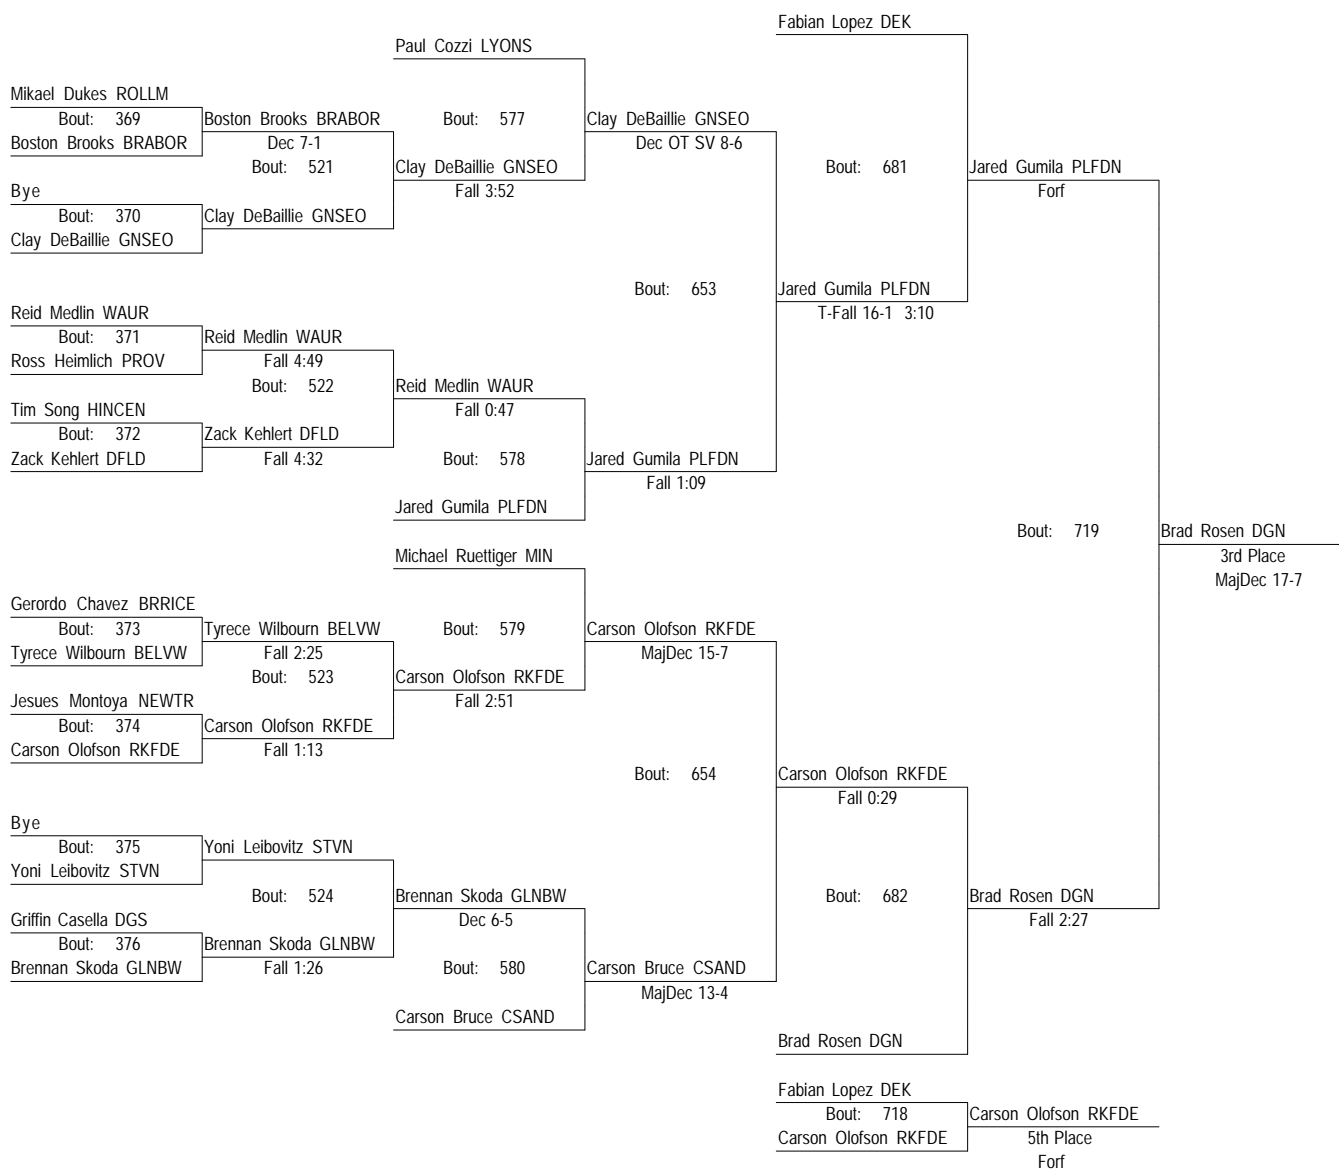 Fabian Lopez DEK
Paul Cozzi LYONS
Mikael Dukes ROLLM
Bout: 369
Boston Brooks BRABOR
Boston Brooks BRABOR
Dec 7-1
Bout: 521
Bye
Bout: 370
Clay DeBaillie GNSEO
Clay DeBaillie GNSEO
Bout: 577
Clay DeBaillie GNSEO
Fall 3:52
Clay DeBaillie GNSEO
Dec OT SV 8-6
Bout: 681
Jared Gumila PLFDN
Forf
Bout: 653
Jared Gumila PLFDN
T-Fall 16-1 3:10
Reid Medlin WAUR
Bout: 371
Ross Heimlich PROV
Reid Medlin WAUR
Fall 4:49
Bout: 522
Tim Song HINCEN
Bout: 372
Zack Kehlert DFLD
Zack Kehlert DFLD
Fall 4:32
Reid Medlin WAUR
Fall 0:47
Bout: 578
Jared Gumila PLFDN
Jared Gumila PLFDN
Fall 1:09
Bout: 719
Brad Rosen DGN
3rd Place
MajDec 17-7
Michael Ruettiger MIN
Gerordo Chavez BRRICE
Bout: 373
Tyrece Wilbourn BELVW
Tyrece Wilbourn BELVW
Fall 2:25
Bout: 523
Jesues Montoya NEWTR
Bout: 374
Carson Olofson RKFDE
Carson Olofson RKFDE
Fall 1:13
Bout: 579
Carson Olofson RKFDE
Fall 2:51
Carson Olofson RKFDE
MajDec 15-7
Bout: 654
Carson Olofson RKFDE
Fall 0:29
Bye
Bout: 375
Yoni Leibovitz STVN
Yoni Leibovitz STVN
Bout: 524
Griffin Casella DGS
Bout: 376
Brennan Skoda GLNBW
Brennan Skoda GLNBW
Fall 1:26
Brennan Skoda GLNBW
Dec 6-5
Bout: 580
Carson Bruce CSAND
Carson Bruce CSAND
MajDec 13-4
Bout: 682
Brad Rosen DGN
Fall 2:27
Brad Rosen DGN
Fabian Lopez DEK
Bout: 718
Carson Olofson RKFDE
Carson Olofson RKFDE
5th Place
Forf